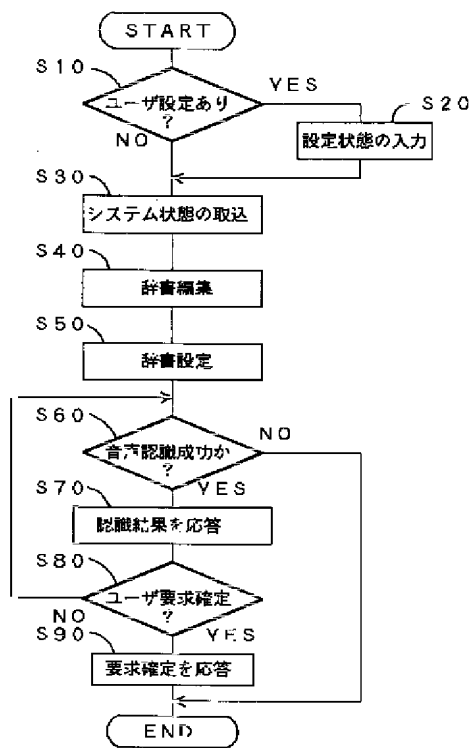 START
S10
ユーザ設定あり
?
YES
NO
S20
設定状態の入力
S30
システム状態の取込
S40
辞書編集
S50
辞書設定
S60
音声認識成功か
?
NO
YES
S70
認識結果を応答
S80
ユーザ要求確定
?
NO
YES
S90
要求確定を応答
END